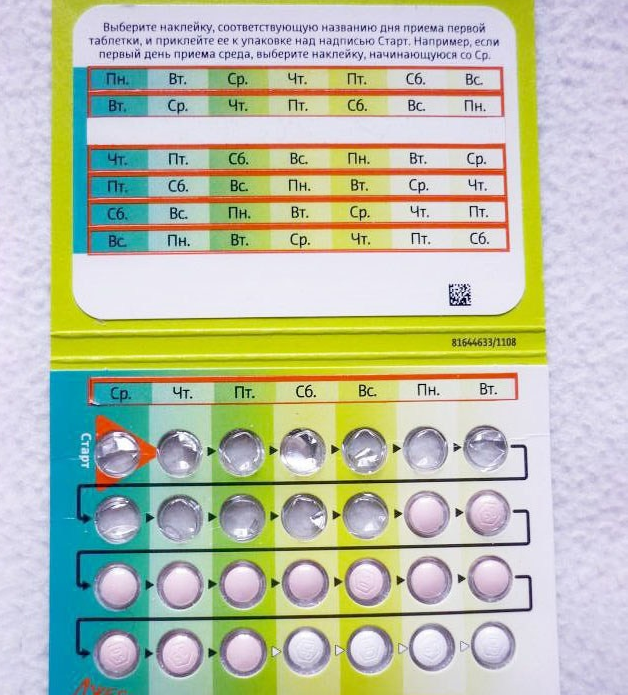 Выберите наклейку, соответствующую названию дня приема первой
таблетки, и приклейте ее к упаковке над надписью Старт. Например, если
первый день приема среда, выберите наклейку, начинающуюся со Ср.
Пн. Вт. Ср. Чт. Пт. Сб. Вс.
Вт. Ср. Чт. Пт. Сб. Вс. Пн.
Чт. Пт. Сб. Вс. Пн. Вт. Ср.
Пт. Сб. Вс. Пн. Вт. Ср. Чт.
Сб. Вс. Пн. Вт. Ср. Чт. Пт.
Вс. Пн. Вт. Ср. Чт. Пт. Сб.
81644633/1108
Ср. Чт. Пт. Сб. Вс. Пн. Вт.
Старт